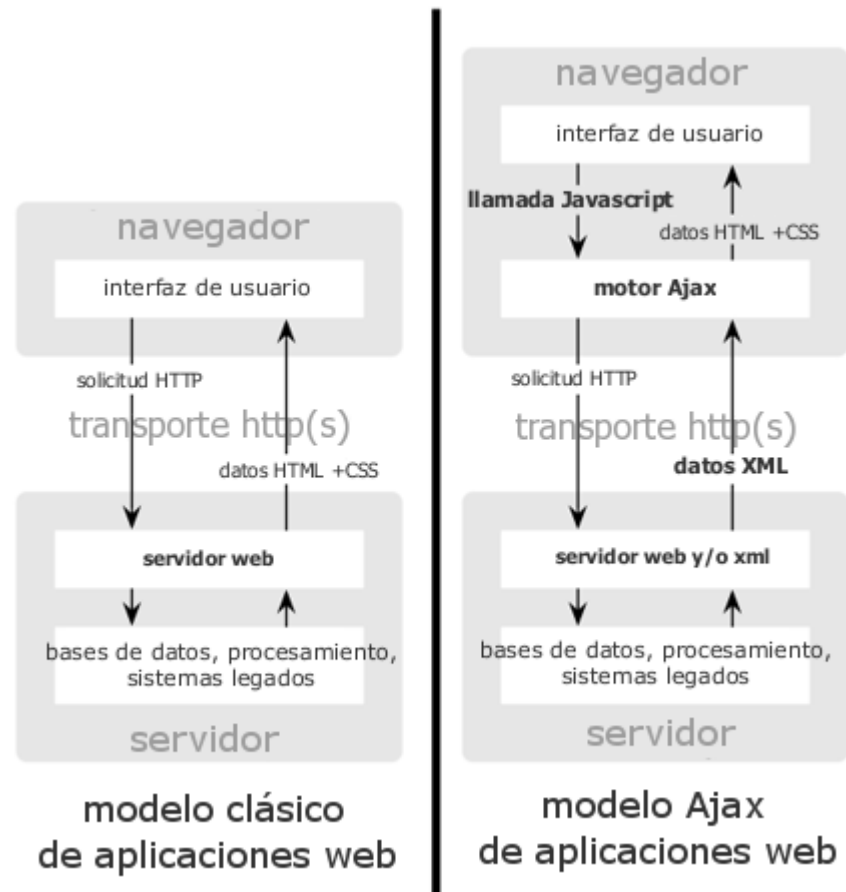 navegador
interfaz de usuario
solicitud HTTP
transporte http(s)
datos HTML +CSS
servidor web
bases de datos, procesamiento,
sistemas legados
servidor
modelo clásico
de aplicaciones web
navegador
interfaz de usuario
llamada Javascript
datos HTML +CSS
motor Ajax
solicitud HTTP
transporte http(s)
datos XML
servidor web y/o xml
bases de datos, procesamiento,
sistemas legados
servidor
modelo Ajax
de aplicaciones web